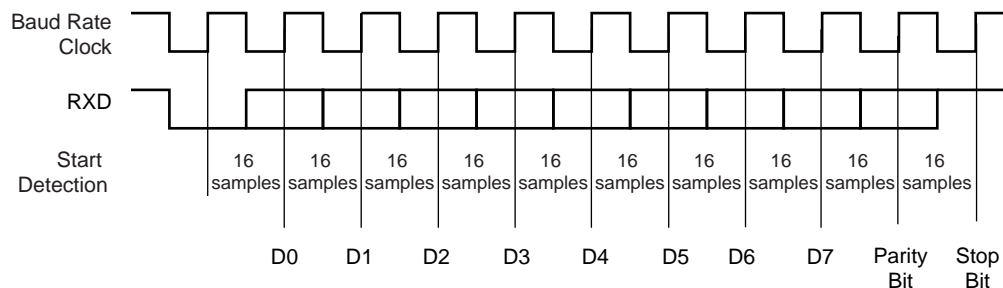 Baud Rate
Clock
RXD
Start
Detection
16 16 16 16 16 16 16 16 16 16
samples samples samples samples samples samples samples samples samples samples
D0 D1 D2 D3 D4 D5 D6 D7 Parity Stop
Bit Bit